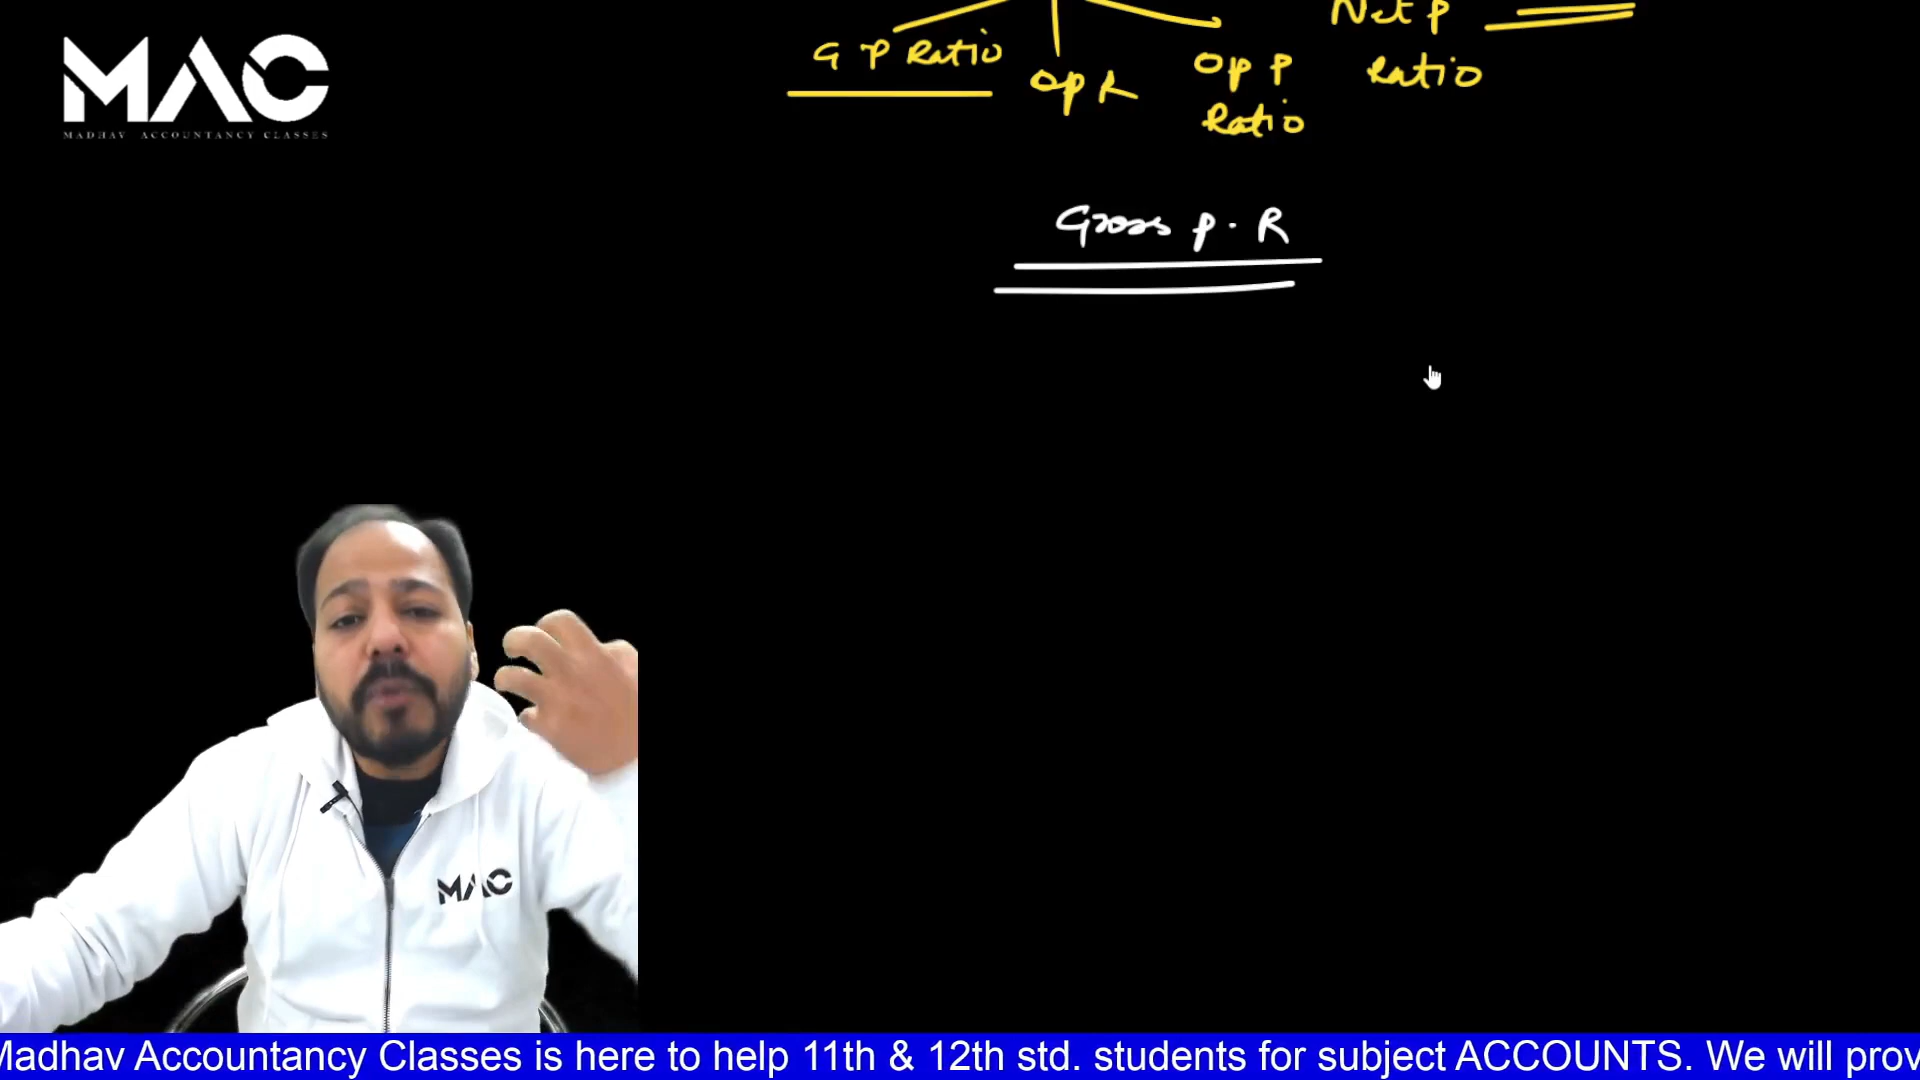 MAC
MADHAV ACCOUNTANCY CLASSES
G P Ratio
Op R
Op P
Ratio
Net P
Ratio
Gross P. R
MAC
Madhav Accountancy Classes is here to help 11th & 12th std. students for subject ACCOUNTS. We will prov